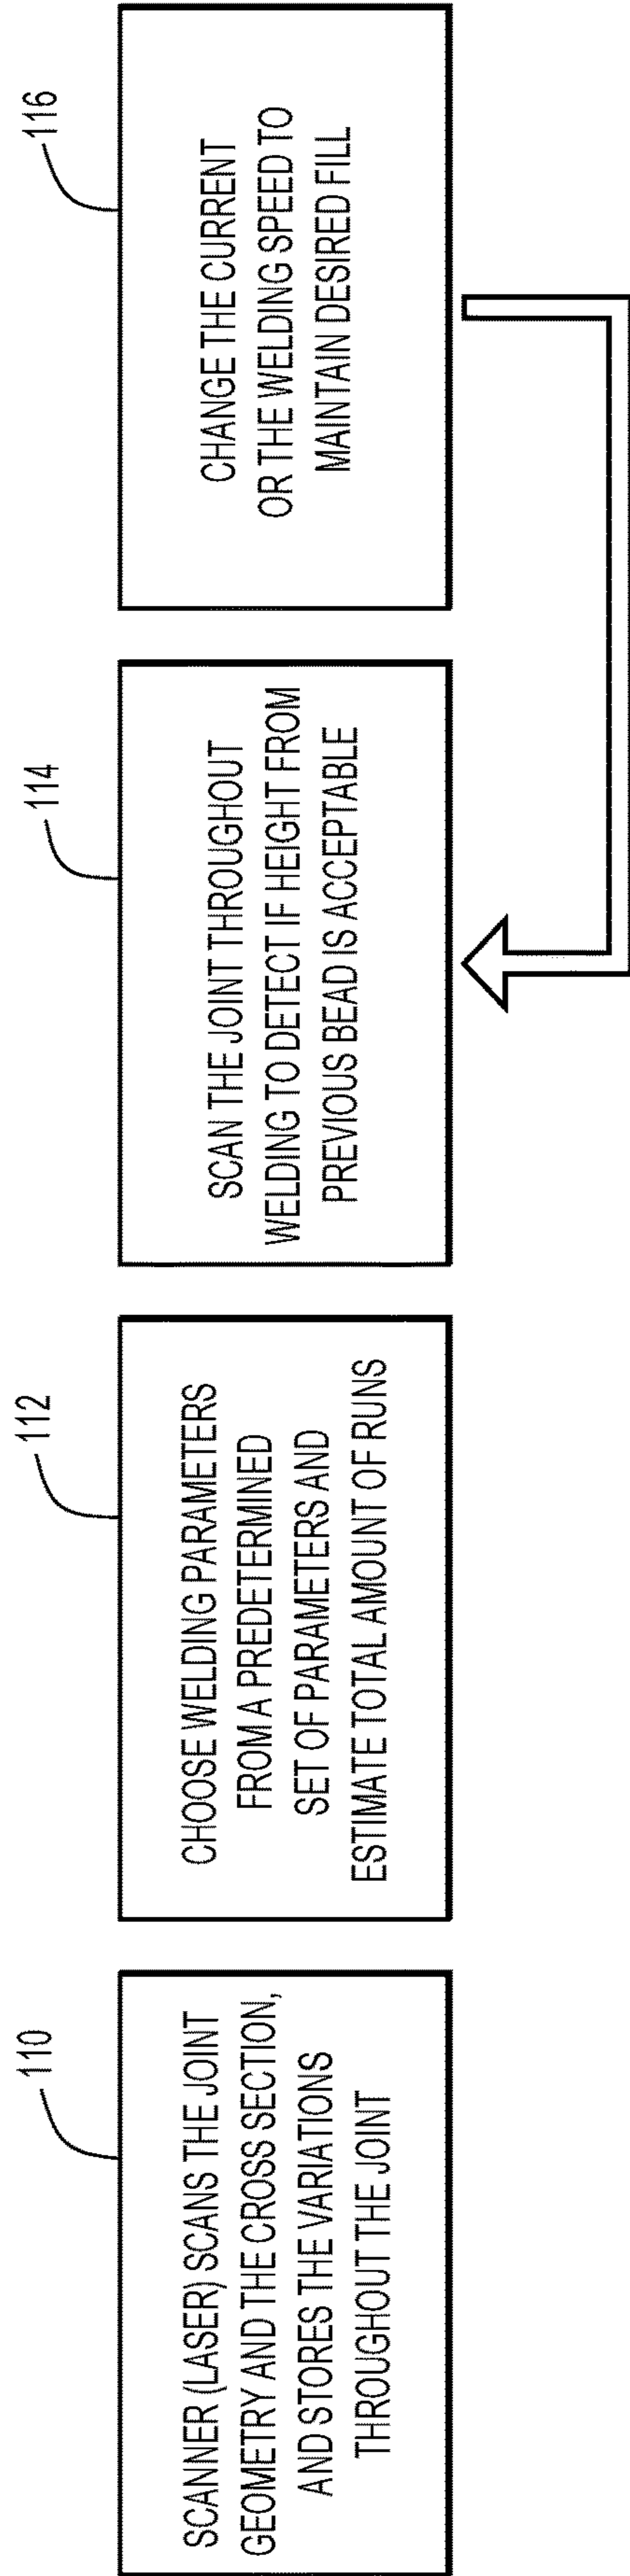 110
SCANNER (LASER) SCANS THE JOINT
GEOMETRY AND THE CROSS SECTION,
AND STORES THE VARIATIONS
THROUGHOUT THE JOINT
112
CHOOSE WELDING PARAMETERS
FROM A PREDETERMINED
SET OF PARAMETERS AND
ESTIMATE TOTAL AMOUNT OF RUNS
114
SCAN THE JOINT THROUGHOUT
WELDING TO DETECT IF HEIGHT FROM
PREVIOUS BEAD IS ACCEPTABLE
116
CHANGE THE CURRENT
OR THE WELDING SPEED TO
MAINTAIN DESIRED FILL